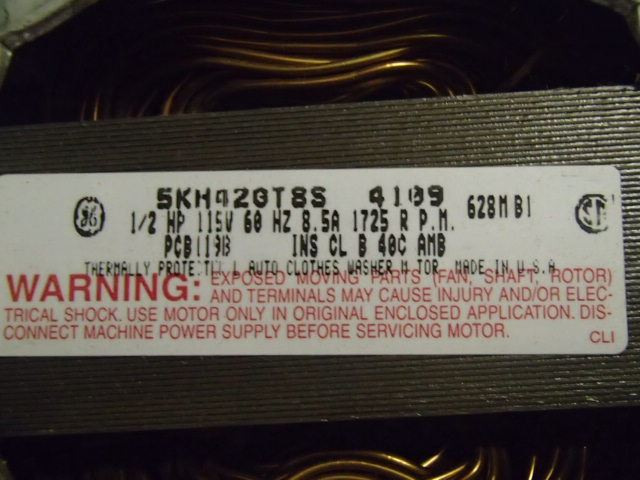 GE 5KH42GT8S 4109 628M B1
1/2 HP 115V 60 HZ 8.5A 1725 R P.M.
PCB119B INS CL B 40C AMB
THERMALLY AUTO CLOTHES WASHER MADE IN U.S.A
WARNING: EXPOSED MOVING PARTS (FAN, SHAFT, ROTOR)
AND TERMINALS MAY CAUSE INJURY AND/OR ELEC-
TRICAL SHOCK. USE MOTOR ONLY IN ORIGINAL ENCLOSED APPLICATION. DIS-
CONNECT MACHINE POWER SUPPLY BEFORE SERVICING MOTOR.
CLI